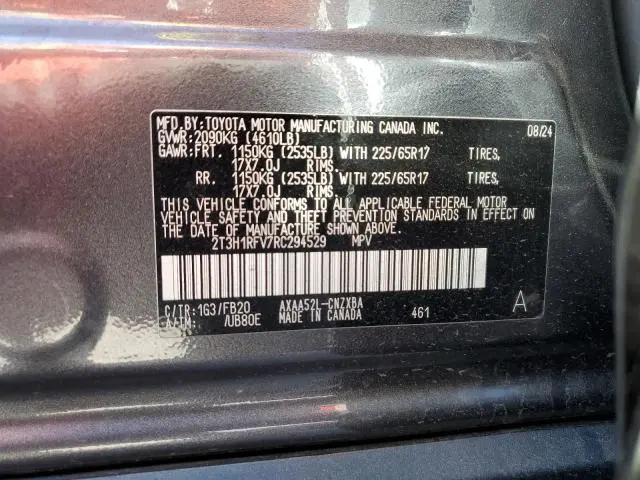 MFD.BY:TOYOTA MOTOR MANUFACTURING CANADA INC. 08/24
GVWR:2090KG (4610LB)
GAWR:FRT. 1150KG (2535LB) WITH 225/65R17 TIRES,
17X7.0J RIMS.
RR. 1150KG (2535LB) WITH 225/65R17 TIRES,
17X7.0J RIMS.
THIS VEHICLE CONFORMS TO ALL APPLICABLE FEDERAL MOTOR
VEHICLE SAFETY AND THEFT PREVENTION STANDARDS IN EFFECT ON
THE DATE OF MANUFACTURE SHOWN ABOVE.
2T3H1RFV7RC294529 MPV
C/TR:1G3/FB20 AXAA52L-CNZXBA
A/TM: /UB80E MADE IN CANADA 461 A